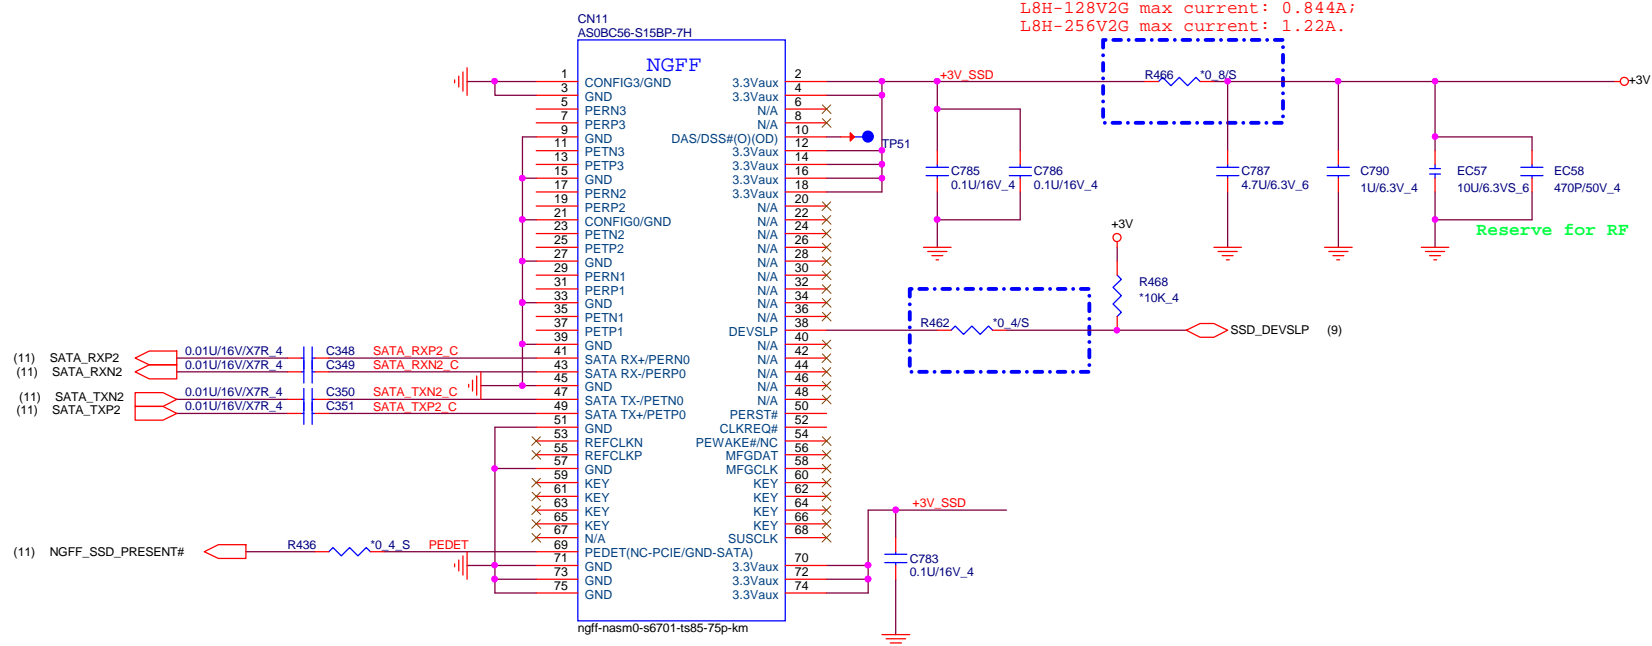 L8H-128V2G max current: 0.844A;
L8H-256V2G max current: 1.22A.
CN11
AS0BC56-S15BP-7H
NGFF
1 CONFIG3/GND
3 GND
5 PERN3
7 PERP3
9 GND
11 PETN3
13 PETP3
15 GND
17 PERN2
19 PERP2
21 CONFIG0/GND
23 PETN2
25 PETP2
27 GND
29 PERN1
31 PERP1
33 GND
35 PETN1
37 PETP1
39 GND
41 SATA RX+/PERN0
43 SATA RX-/PERP0
45 GND
47 SATA TX-/PETN0
49 SATA TX+/PETP0
51 GND
53 REFCLKN
55 REFCLKP
57 GND
59 KEY
61 KEY
63 KEY
65 KEY
67 N/A
69 PEDET(NC-PCIE/GND-SATA)
71 GND
73 GND
75 GND
3.3Vaux 2
3.3Vaux 4
N/A 6
N/A 8
DAS/DSS#(O)(OD) 10
3.3Vaux 12
3.3Vaux 14
3.3Vaux 16
3.3Vaux 18
N/A 20
N/A 22
N/A 24
N/A 26
N/A 28
N/A 30
N/A 32
N/A 34
N/A 36
DEVSLP 38
N/A 40
N/A 42
N/A 44
N/A 46
N/A 48
PERST# 50
CLKREQ# 52
PEWAKE#/NC 54
MFGDAT 56
MFGCLK 58
KEY 60
KEY 62
KEY 64
KEY 66
SUSCLK 68
3.3Vaux 70
3.3Vaux 72
3.3Vaux 74
ngff-nasm0-s6701-ts85-75p-km
(11) SATA_RXP2 0.01U/16V/X7R_4 C348 SATA_RXP2_C
(11) SATA_RXN2 0.01U/16V/X7R_4 C349 SATA_RXN2_C
(11) SATA_TXN2 0.01U/16V/X7R_4 C350 SATA_TXN2_C
(11) SATA_TXP2 0.01U/16V/X7R_4 C351 SATA_TXP2_C
(11) NGFF_SSD_PRESENT# R436 *0_4_S PEDET
+3V_SSD R466 *0_8/S +3V
TP51
C785
0.1U/16V_4
C786
0.1U/16V_4
C787
4.7U/6.3V_6
C790
1U/6.3V_4
EC57
10U/6.3VS_6
EC58
470P/50V_4
Reserve for RF
+3V
R468
*10K_4
R462 *0_4/S SSD_DEVSLP (9)
+3V_SSD
C783
0.1U/16V_4